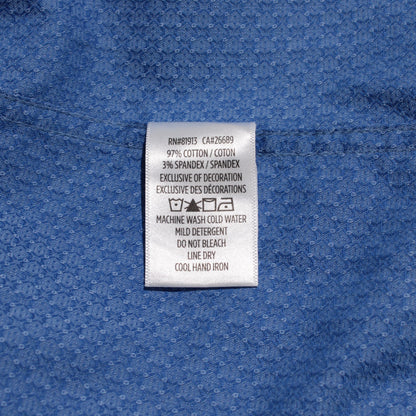 RN#81913 CA#26689
97% COTTON / COTON
3% SPANDEX / SPANDEX
EXCLUSIVE OF DECORATION
EXCLUSIVE DES DÉCORATIONS
MACHINE WASH COLD WATER
MILD DETERGENT
DO NOT BLEACH
LINE DRY
COOL HAND IRON